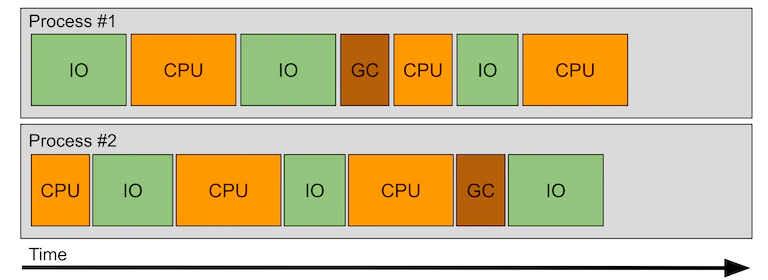 Process #1
IO CPU IO GC CPU IO CPU
Process #2
CPU IO CPU IO CPU GC IO
Time